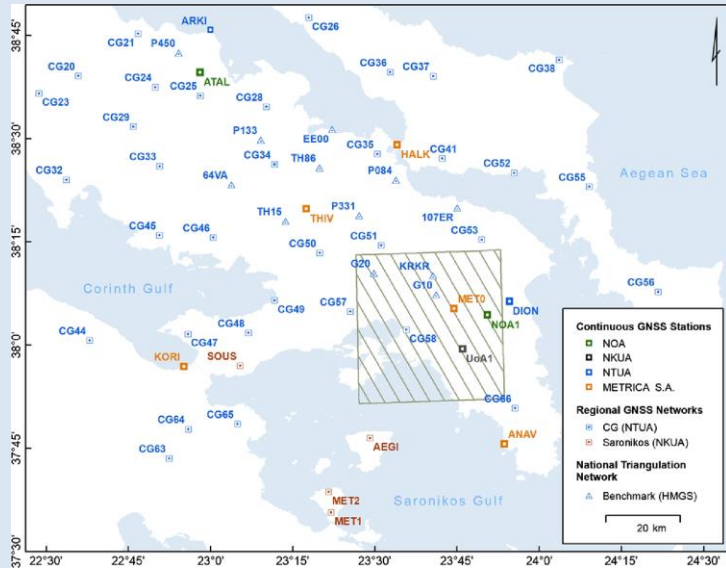 38°45'
38°30'
38°15'
38°00'
37°45'
37°30'
ARKI
CG26
CG21
P450
CG20
CG24
ATAL
CG25
CG36
CG37
CG38
CG23
CG28
CG29
P133
EE00
CG35
HALK
CG41
CG34
TH86
CG33
64VA
P084
CG52
CG55
Aegean Sea
CG32
THIV
P331
TH15
107ER
CG45
CG46
CG50
CG51
CG53
G20
KRKR
G10
Corinth Gulf
CG49
CG57
MET0
DION
NOA1
CG56
CG44
CG47
CG48
CG58
KORI
SOUS
UoA1
CG66
CG64
CG65
CG63
AEGI
ANAV
MET2
MET1
Saronikos Gulf
Continuous GNSS Stations
NOA
NKUA
NTUA
METRICA S.A.
Regional GNSS Networks
CG (NTUA)
Saronikos (NKUA)
National Triangulation
Network
Benchmark (HMGS)
20 km
22°30'
22°45'
23°0'
23°15'
23°30'
23°45'
24°0'
24°15'
24°30'